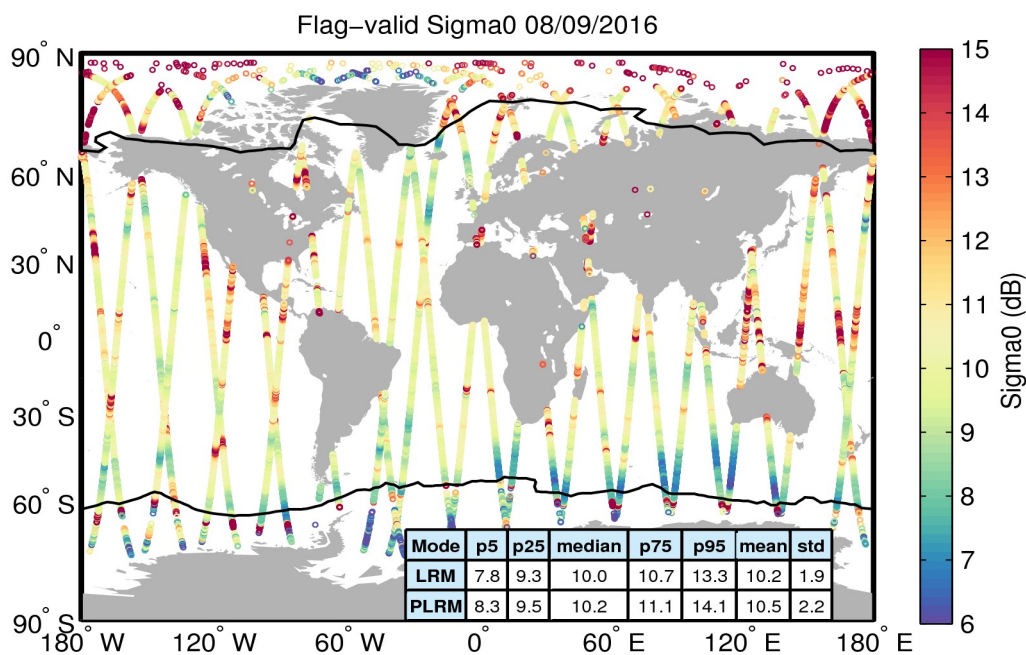 Flag−valid Sigma0 08/09/2016
90° N
60° N
30° N
0°
30° S
60° S
90° S
180° W
120° W
60° W
0°
60° E
120° E
180° E
15
14
13
12
11
10
9
8
7
6
Sigma0 (dB)
Mode p5 p25 median p75 p95 mean std
LRM 7.8 9.3 10.0 10.7 13.3 10.2 1.9
PLRM 8.3 9.5 10.2 11.1 14.1 10.5 2.2